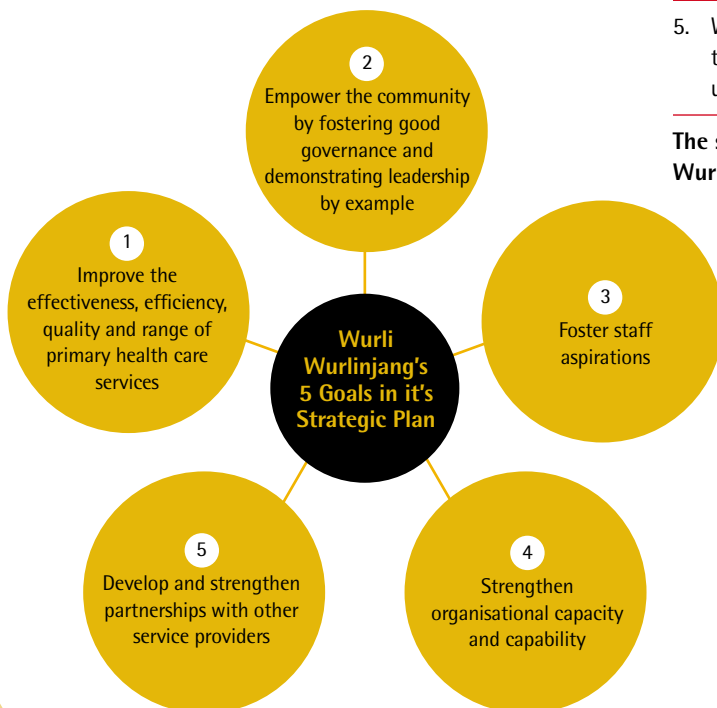 2
Empower the community
by fostering good
governance and
demonstrating leadership
by example
1
Improve the
effectiveness, efficiency,
quality and range of
primary health care
services
3
Foster staff
aspirations
Wurli
Wurlinjang's
5 Goals in it's
Strategic Plan
5
Develop and strengthen
partnerships with other
service providers
4
Strengthen
organisational capacity
and capability
5.
The